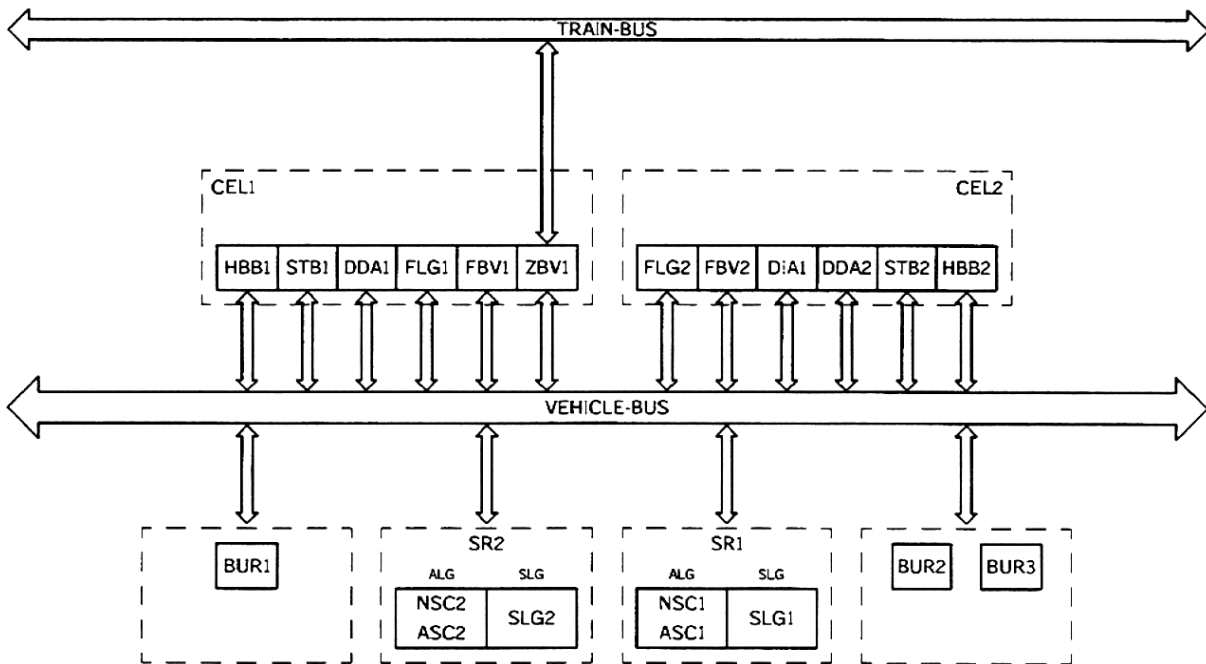 TRAIN-BUS
CEL1 CEL2
HBB1 STB1 DDA1 FLG1 FBV1 ZBV1 FLG2 FBV2 DIA1 DDA2 STB2 HBB2
VEHICLE-BUS
SR2 SR1
BUR1 BUR2 BUR3
ALG SLG ALG SLG
NSC2 NSC1
SLG2 SLG1
ASC2 ASC1